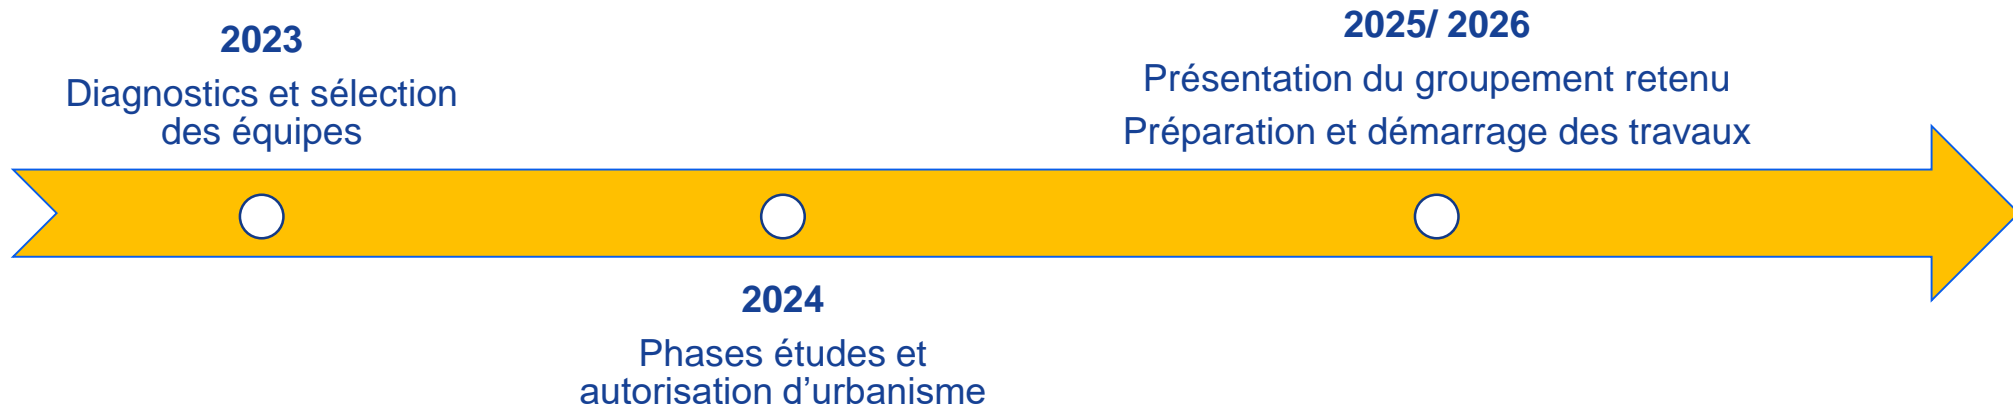 2023
Diagnostics et sélection
des équipes
2024
Phases études et
autorisation d’urbanisme
2025/ 2026
Présentation du groupement retenu
Préparation et démarrage des travaux